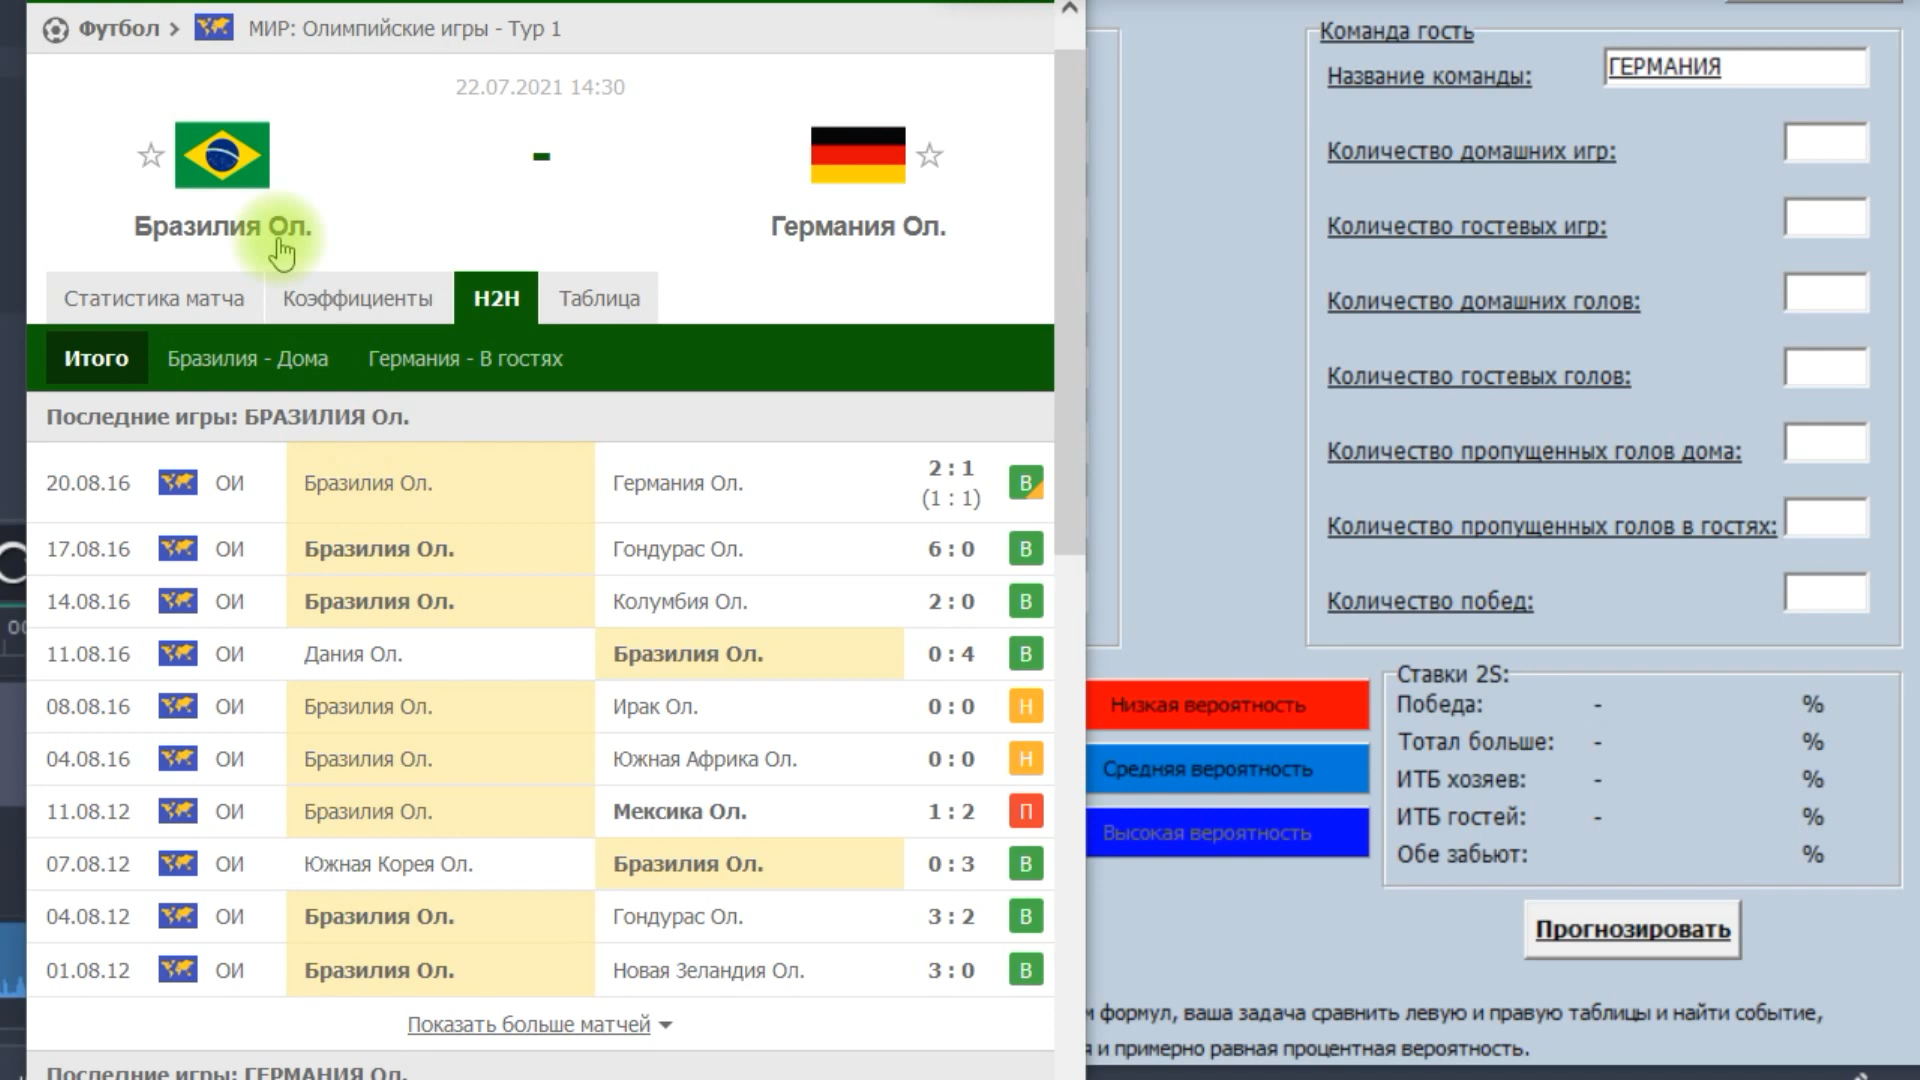 Футбол > МИР: Олимпийские игры - Тур 1
22.07.2021 14:30
-
Бразилия Ол. Германия Ол.
Статистика матча Коэффициенты H2H Таблица
Итого Бразилия - Дома Германия - В гостях
Последние игры: БРАЗИЛИЯ Ол.
20.08.16 ОИ Бразилия Ол. Германия Ол. 2 : 1 В
(1 : 1)
17.08.16 ОИ Бразилия Ол. Гондурас Ол. 6 : 0 В
14.08.16 ОИ Бразилия Ол. Колумбия Ол. 2 : 0 В
11.08.16 ОИ Дания Ол. Бразилия Ол. 0 : 4 В
08.08.16 ОИ Бразилия Ол. Ирак Ол. 0 : 0 Н
04.08.16 ОИ Бразилия Ол. Южная Африка Ол. 0 : 0 Н
11.08.12 ОИ Бразилия Ол. Мексика Ол. 1 : 2 П
07.08.12 ОИ Южная Корея Ол. Бразилия Ол. 0 : 3 В
04.08.12 ОИ Бразилия Ол. Гондурас Ол. 3 : 2 В
01.08.12 ОИ Бразилия Ол. Новая Зеландия Ол. 3 : 0 В
Показать больше матчей
Последние игры: ГЕРМАНИЯ Ол.
Команда гость
Название команды: ГЕРМАНИЯ
Количество домашних игр:
Количество гостевых игр:
Количество домашних голов:
Количество гостевых голов:
Количество пропущенных голов дома:
Количество пропущенных голов в гостях:
Количество побед:
Низкая вероятность
Средняя вероятность
Высокая вероятность
Ставки 2S:
Победа: - %
Тотал больше: - %
ИТБ хозяев: - %
ИТБ гостей: - %
Обе забьют: %
Прогнозировать
формул, ваша задача сравнить левую и правую таблицы и найти событие,
и примерно равная процентная вероятность.